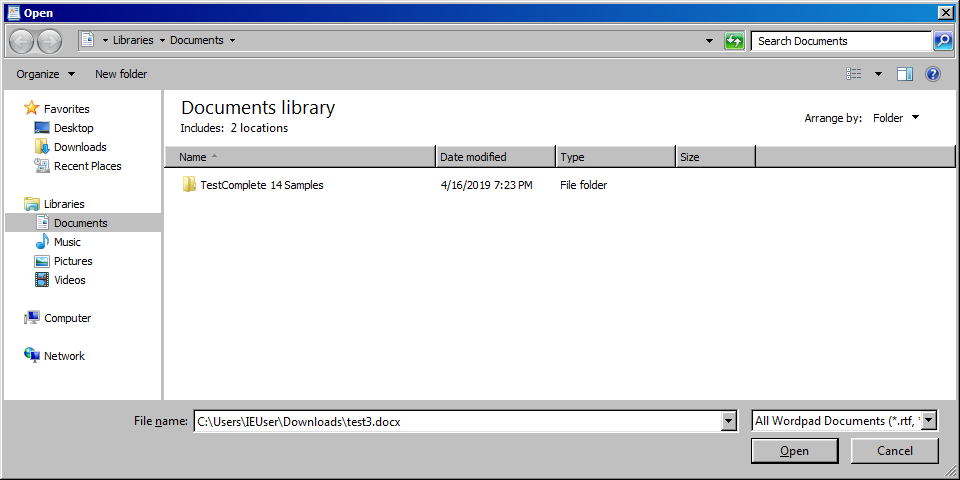 Open
Libraries Documents
Search Documents
Organize New folder
Favorites
Desktop
Downloads
Recent Places
Libraries
Documents
Music
Pictures
Videos
Computer
Network
Documents library
Includes: 2 locations
Arrange by: Folder
Name Date modified Type Size
TestComplete 14 Samples 4/16/2019 7:23 PM File folder
File name: C:\Users\IEUser\Downloads\test3.docx
All Wordpad Documents (*.rtf, *
Open Cancel